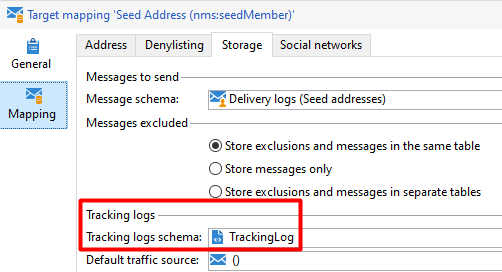 Target mapping 'Seed Address (nms:seedMember)'
General
Mapping
Address Denylisting Storage Social networks
Messages to send
Message schema: Delivery logs (Seed addresses)
Messages excluded
Store exclusions and messages in the same table
Store messages only
Store exclusions and messages in separate tables
Tracking logs
Tracking logs schema: TrackingLog
Default traffic source: ()